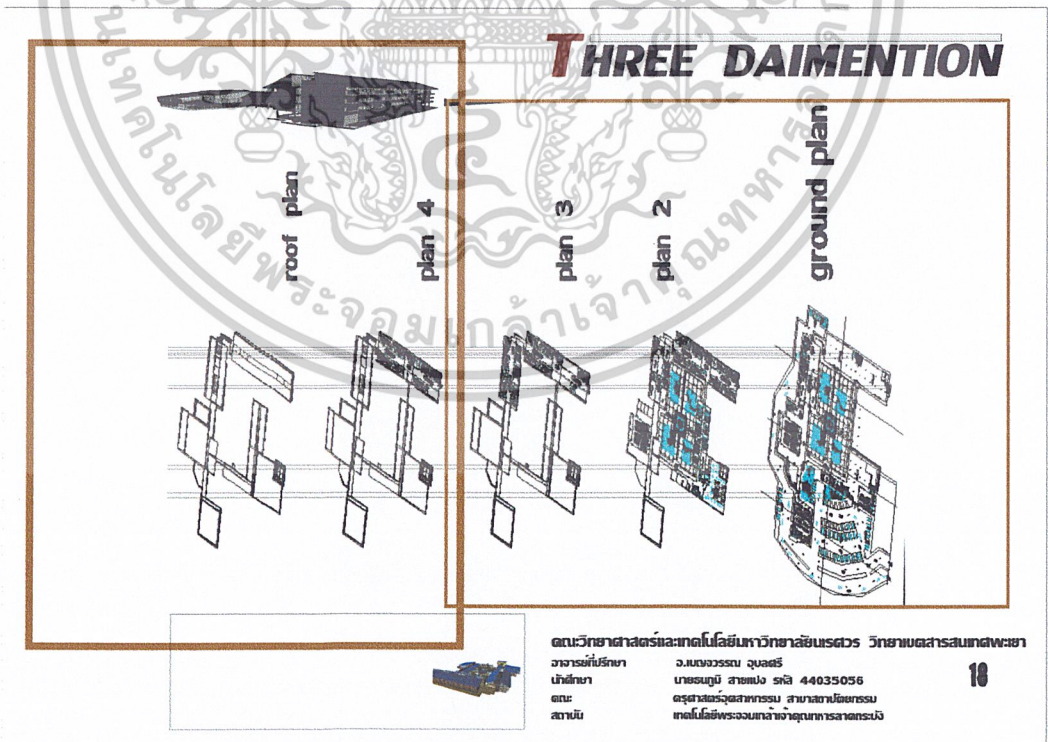 THREE DAIMENTION
roof plan
plan 4
plan 3
plan 2
ground plan
คณะวิทยาศาสตร์และเทคโนโลยีมหาวิทยาลัยนเรศวร วิทยาเขตสารสนเทศพะเยา
อาจารย์ที่ปรึกษา อ.เบญจวรรณ อุบลศรี
นักศึกษา นายธนภูมิ สายแปง รหัส 44035056
คณะ ครุศาสตร์อุตสาหกรรม สาขาสถาปัตยกรรม
สถาบัน เทคโนโลยีพระจอมเกล้าเจ้าคุณทหารลาดกระบัง
18